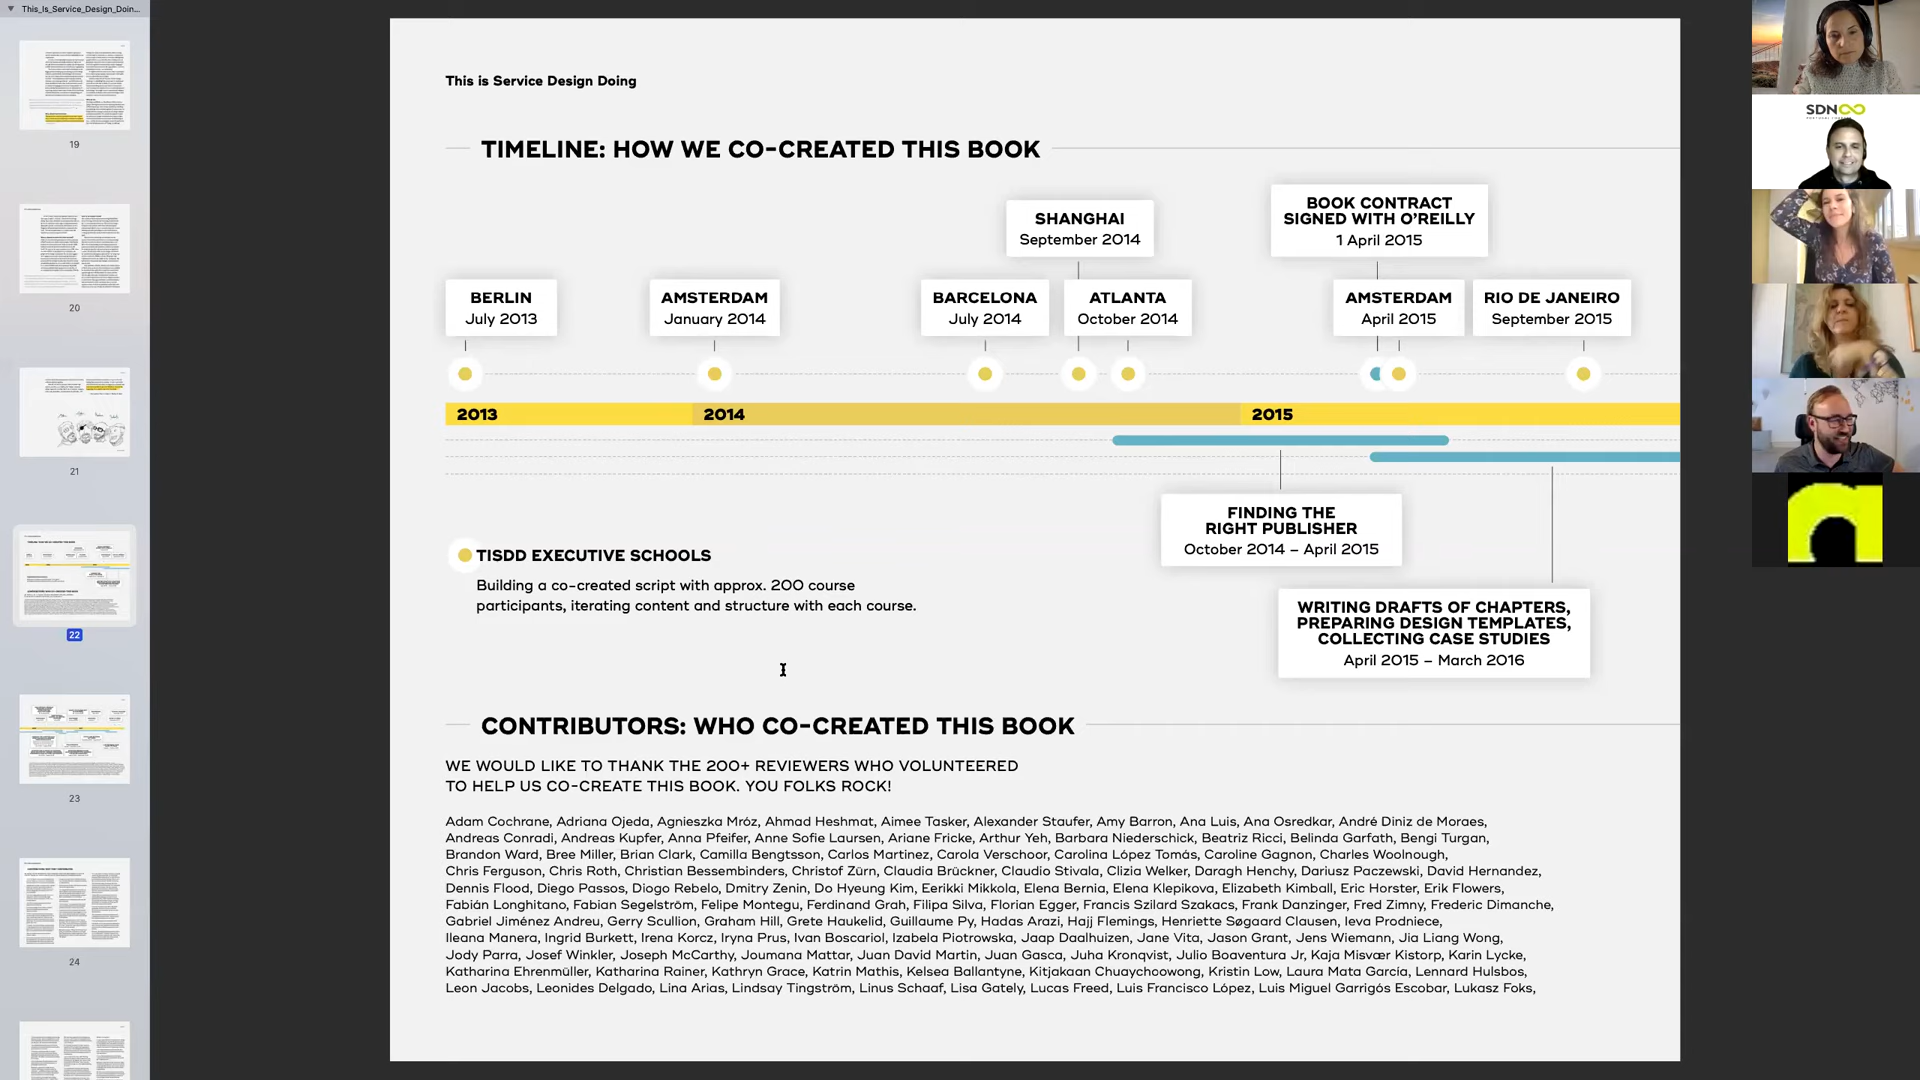 This_Is_Service_Design_Doin...
19
20
21
22
23
24
This is Service Design Doing
TIMELINE: HOW WE CO-CREATED THIS BOOK
SHANGHAI
September 2014
BOOK CONTRACT
SIGNED WITH O'REILLY
1 April 2015
BERLIN
July 2013
AMSTERDAM
January 2014
BARCELONA
July 2014
ATLANTA
October 2014
AMSTERDAM
April 2015
RIO DE JANEIRO
September 2015
2013
2014
2015
FINDING THE
RIGHT PUBLISHER
October 2014 – April 2015
TISDD EXECUTIVE SCHOOLS
Building a co-created script with approx. 200 course
participants, iterating content and structure with each course.
WRITING DRAFTS OF CHAPTERS,
PREPARING DESIGN TEMPLATES,
COLLECTING CASE STUDIES
April 2015 – March 2016
CONTRIBUTORS: WHO CO-CREATED THIS BOOK
WE WOULD LIKE TO THANK THE 200+ REVIEWERS WHO VOLUNTEERED
TO HELP US CO-CREATE THIS BOOK. YOU FOLKS ROCK!
Adam Cochrane, Adriana Ojeda, Agnieszka Mróz, Ahmad Heshmat, Aimee Tasker, Alexander Staufer, Amy Barron, Ana Luis, Ana Osredkar, André Diniz de Moraes,
Andreas Conradi, Andreas Kupfer, Anna Pfeifer, Anne Sofie Laursen, Ariane Fricke, Arthur Yeh, Barbara Niederschick, Beatriz Ricci, Belinda Garfath, Bengi Turgan,
Brandon Ward, Bree Miller, Brian Clark, Camilla Bengtsson, Carlos Martinez, Carola Verschoor, Carolina López Tomás, Caroline Gagnon, Charles Woolnough,
Chris Ferguson, Chris Roth, Christian Bessembinders, Christof Zürn, Claudia Brückner, Claudio Stivala, Clizia Welker, Daragh Henchy, Dariusz Paczewski, David Hernandez,
Dennis Flood, Diego Passos, Diogo Rebelo, Dmitry Zenin, Do Hyeung Kim, Eerikki Mikkola, Elena Bernia, Elena Klepikova, Elizabeth Kimball, Eric Horster, Erik Flowers,
Fabián Longhitano, Fabian Segelström, Felipe Montegu, Ferdinand Grah, Filipa Silva, Florian Egger, Francis Szilard Szakacs, Frank Danzinger, Fred Zimny, Frederic Dimanche,
Gabriel Jiménez Andreu, Gerry Scullion, Graham Hill, Grete Haukelid, Guillaume Py, Hadas Arazi, Hajj Flemings, Henriette Søgaard Clausen, Ieva Prodniece,
Ileana Manera, Ingrid Burkett, Irena Korcz, Iryna Prus, Ivan Boscariol, Izabela Piotrowska, Jaap Daalhuizen, Jane Vita, Jason Grant, Jens Wiemann, Jia Liang Wong,
Jody Parra, Josef Winkler, Joseph McCarthy, Joumana Mattar, Juan David Martin, Juan Gasca, Juha Kronqvist, Julio Boaventura Jr, Kaja Misvær Kistorp, Karin Lycke,
Katharina Ehrenmüller, Katharina Rainer, Kathryn Grace, Katrin Mathis, Kelsea Ballantyne, Kitjakaan Chuaychoowong, Kristin Low, Laura Mata García, Lennard Hulsbos,
Leon Jacobs, Leonides Delgado, Lina Arias, Lindsay Tingström, Linus Schaaf, Lisa Gately, Lucas Freed, Luis Francisco López, Luis Miguel Garrigós Escobar, Lukasz Foks,
SDN